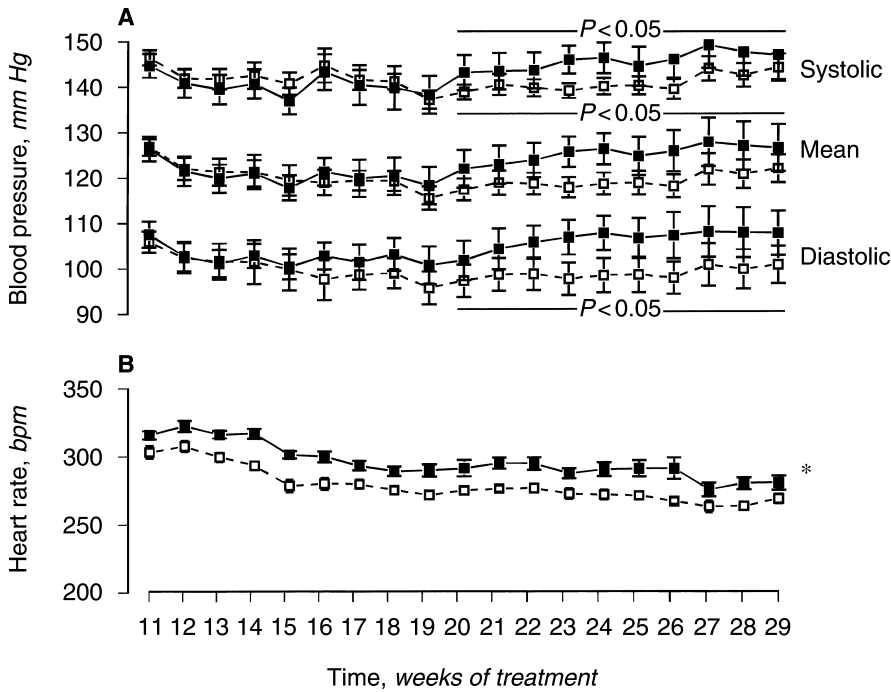 A
P < 0.05
150
Systolic
140
P < 0.05
130
Mean
120
110
Diastolic
100
P < 0.05
90
Blood pressure, mm Hg
B
350
300
*
250
200
Heart rate, bpm
11 12 13 14 15 16 17 18 19 20 21 22 23 24 25 26 27 28 29
Time, weeks of treatment